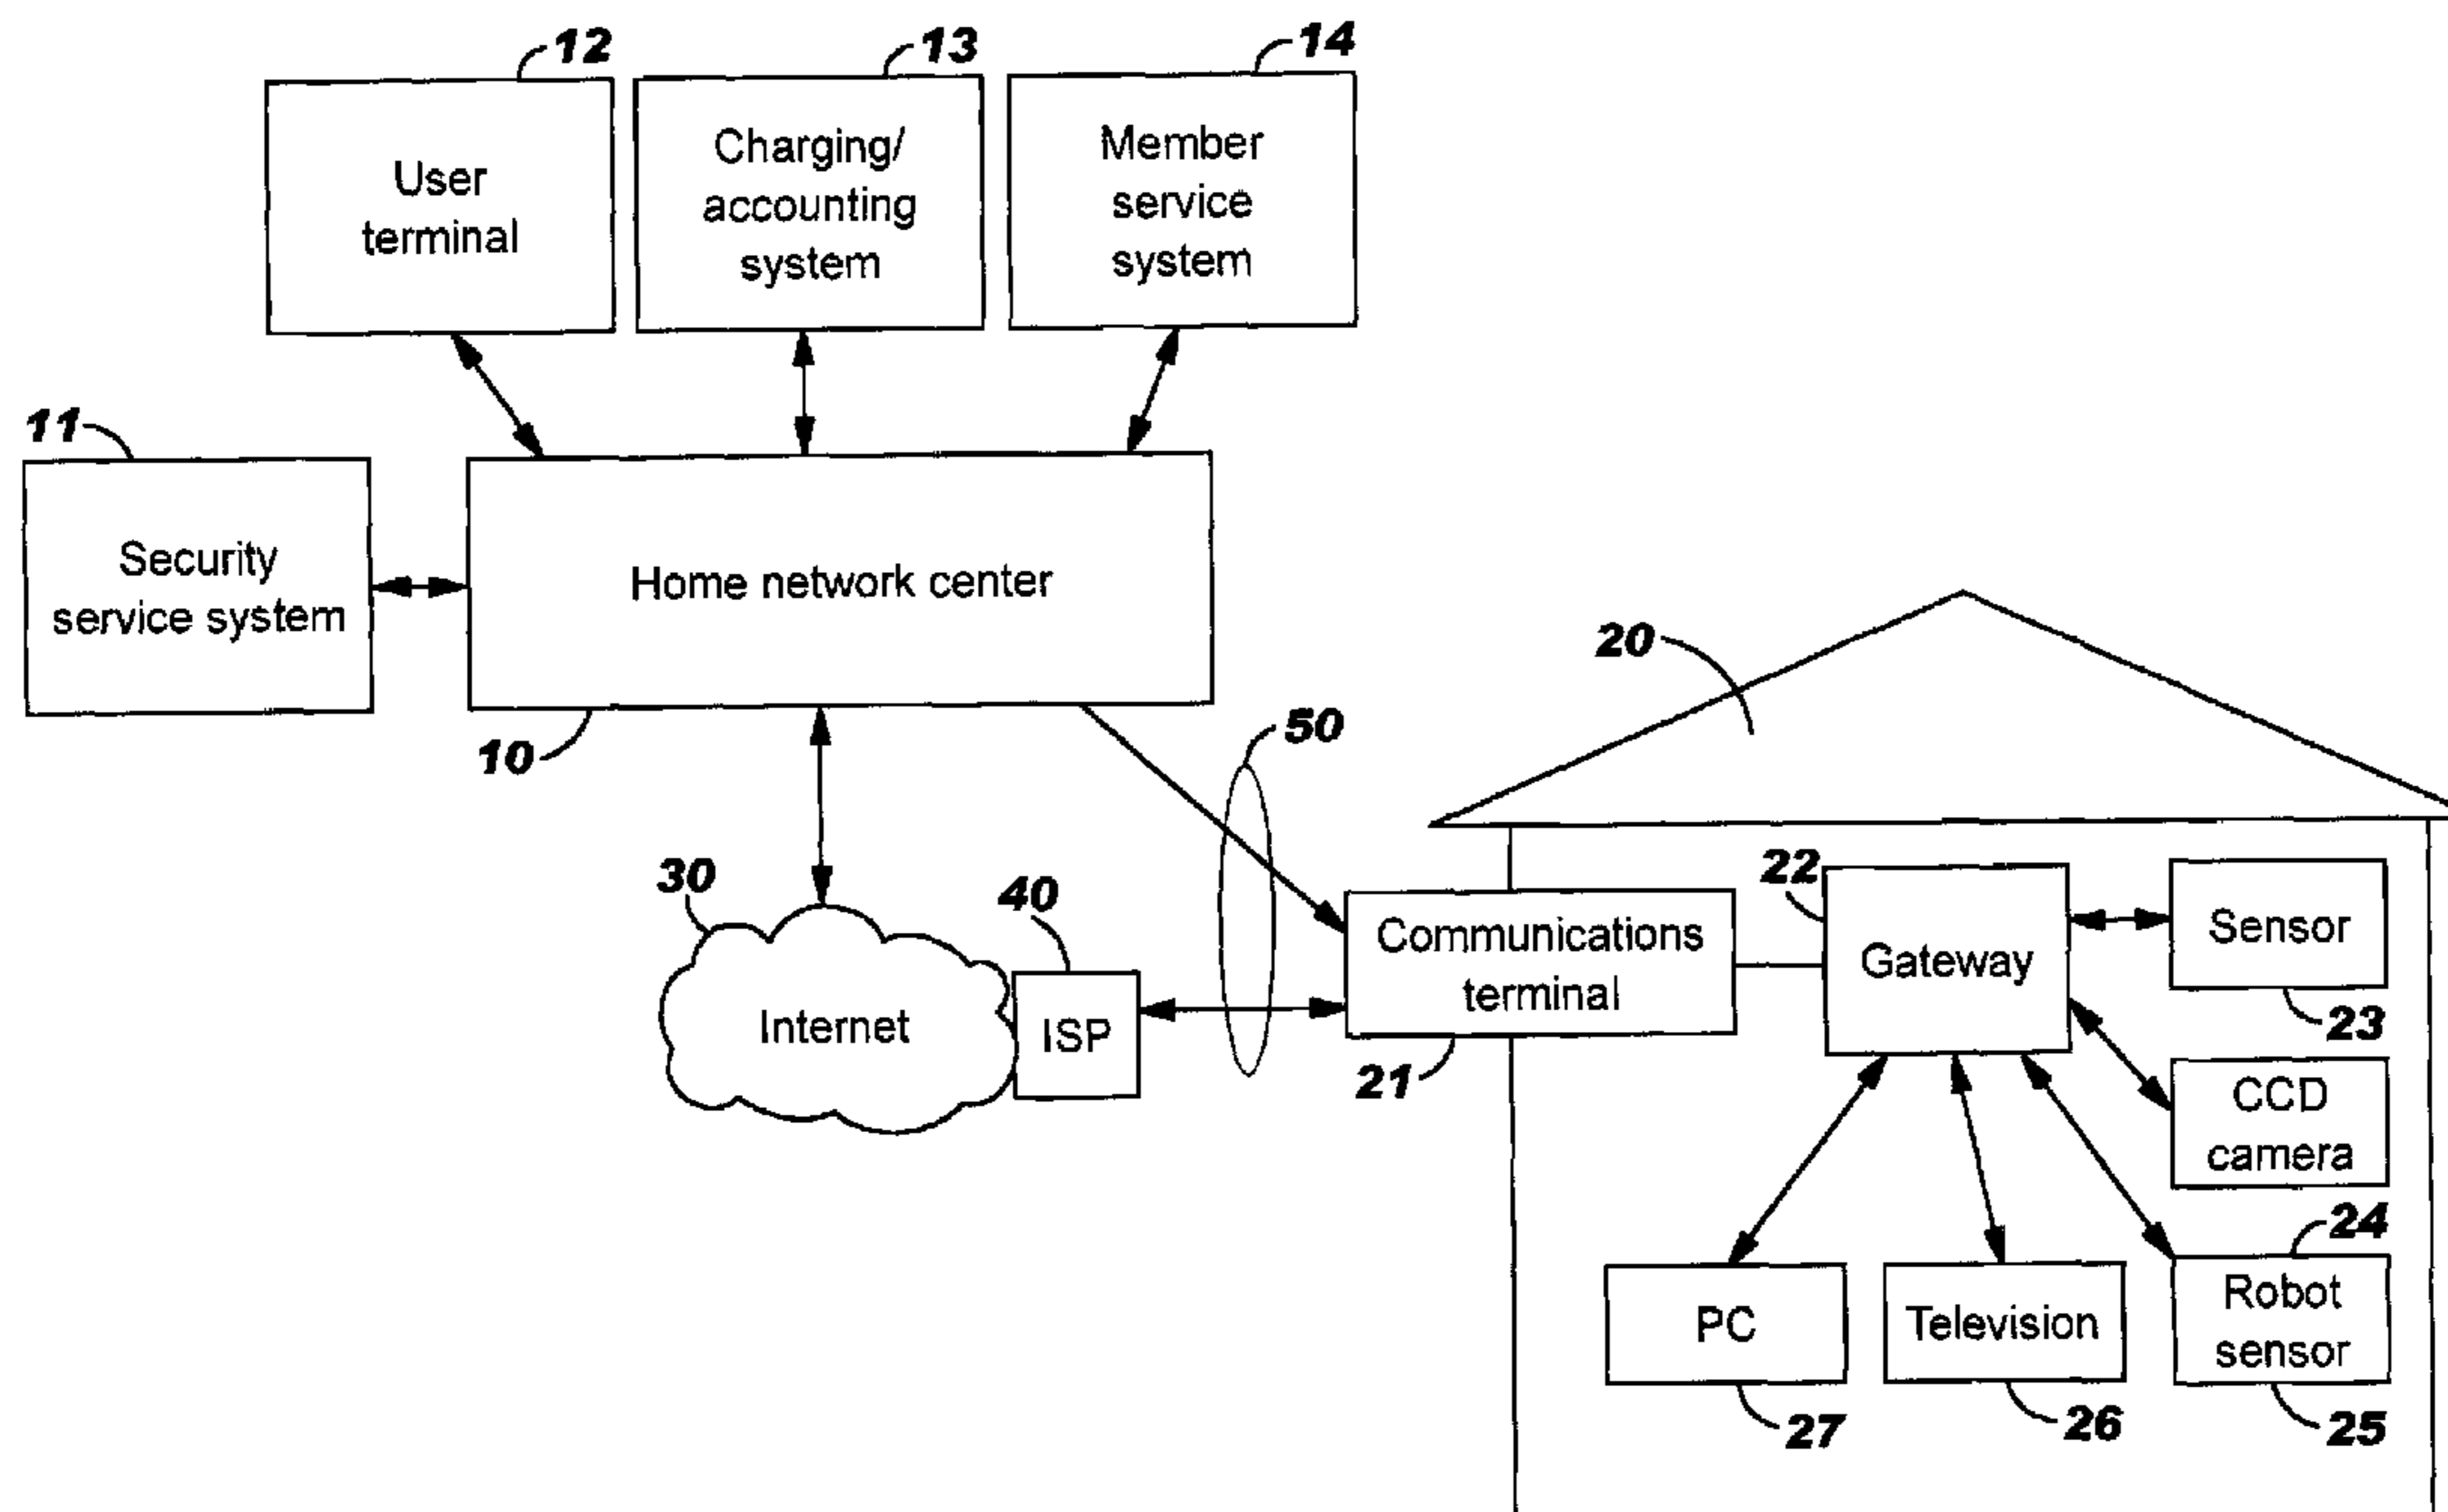 12
13
14
User
terminal
Charging/
accounting
system
Member
service
system
11
Security
service system
Home network center
10
20
50
30
40
Internet
ISP
Communications
terminal
21
22
Gateway
Sensor
23
CCD
camera
24
Robot
sensor
25
PC
27
Television
26